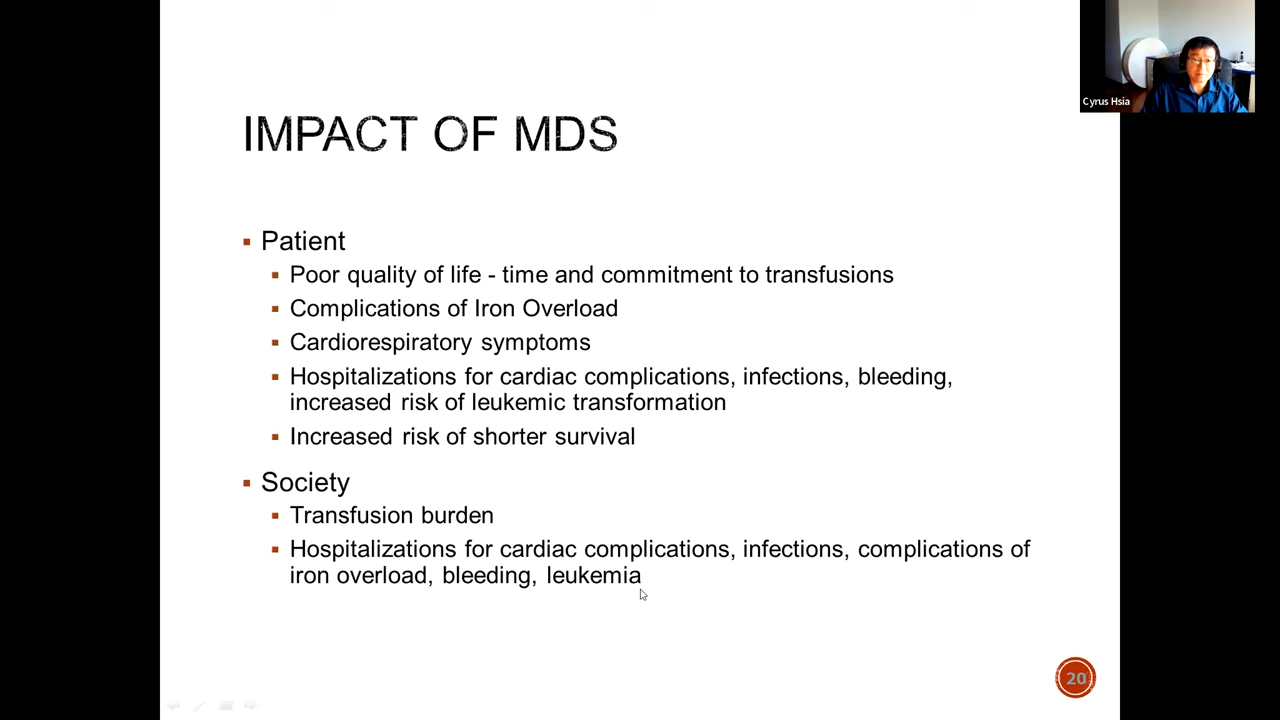 Cyrus Hsia
IMPACT OF MDS
Patient
Poor quality of life - time and commitment to transfusions
Complications of Iron Overload
Cardiorespiratory symptoms
Hospitalizations for cardiac complications, infections, bleeding,
increased risk of leukemic transformation
Increased risk of shorter survival
Society
Transfusion burden
Hospitalizations for cardiac complications, infections, complications of
iron overload, bleeding, leukemia
20